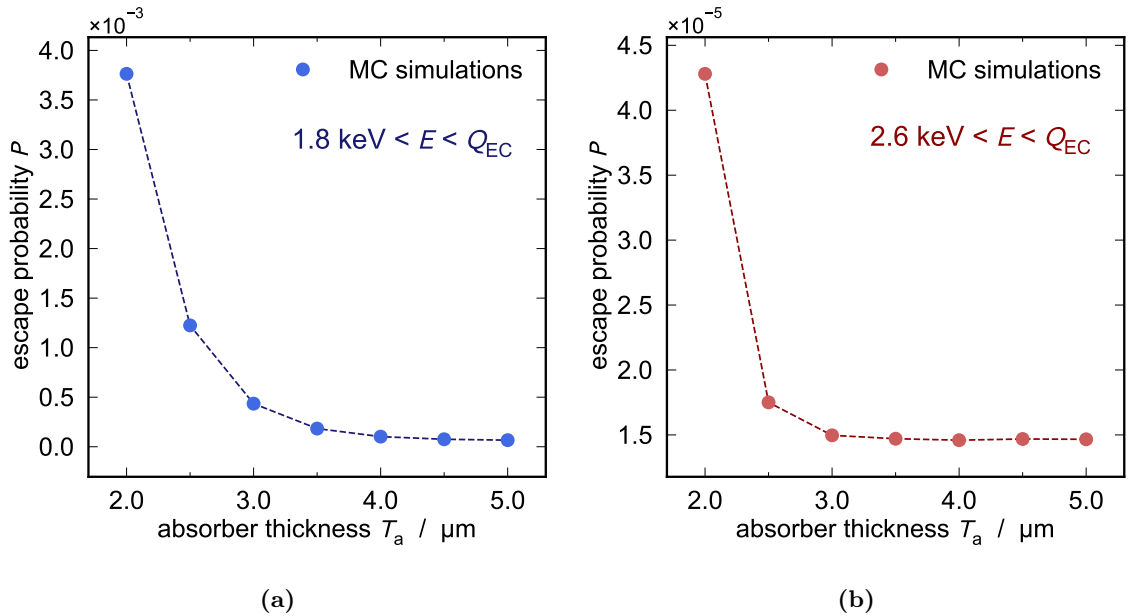 ×10⁻³
4.0
3.5
3.0
2.5
2.0
1.5
1.0
0.5
0.0
escape probability P
MC simulations
1.8 keV < E < Q_EC
2.0 3.0 4.0 5.0
absorber thickness T_a / μm
(a)
×10⁻⁵
4.5
4.0
3.5
3.0
2.5
2.0
1.5
escape probability P
MC simulations
2.6 keV < E < Q_EC
2.0 3.0 4.0 5.0
absorber thickness T_a / μm
(b)